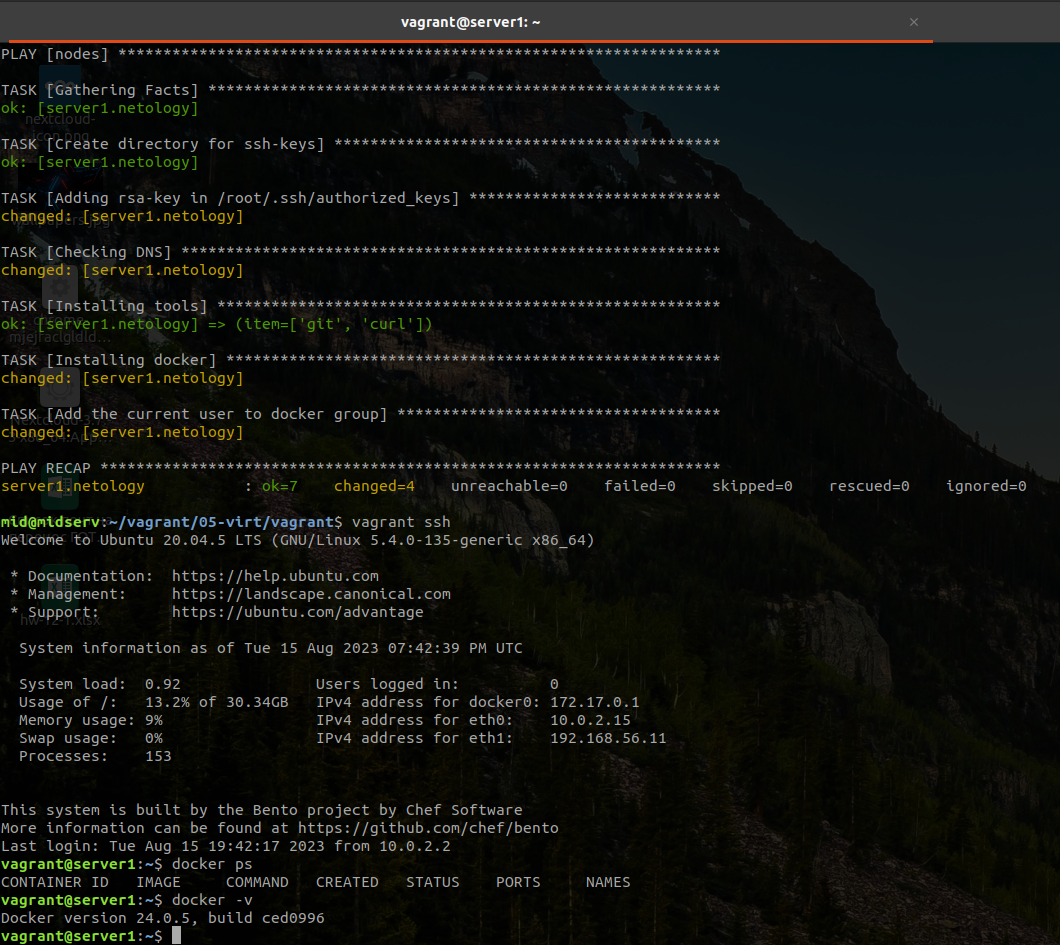 vagrant@server1: ~ ×
PLAY [nodes] *******************************************************************
TASK [Gathering Facts] *********************************************************
ok: [server1.netology]
TASK [Create directory for ssh-keys] *******************************************
ok: [server1.netology]
TASK [Adding rsa-key in /root/.ssh/authorized_keys] ****************************
changed: [server1.netology]
TASK [Checking DNS] ************************************************************
changed: [server1.netology]
TASK [Installing tools] ********************************************************
ok: [server1.netology] => (item=['git', 'curl'])
TASK [Installing docker] *******************************************************
changed: [server1.netology]
TASK [Add the current user to docker group] ************************************
changed: [server1.netology]
PLAY RECAP *********************************************************************
server1.netology           : ok=7    changed=4    unreachable=0    failed=0    skipped=0    rescued=0    ignored=0
mid@midserv:~/vagrant/05-virt/vagrant$ vagrant ssh
Welcome to Ubuntu 20.04.5 LTS (GNU/Linux 5.4.0-135-generic x86_64)
 * Documentation:  https://help.ubuntu.com
 * Management:     https://landscape.canonical.com
 * Support:        https://ubuntu.com/advantage
  System information as of Tue 15 Aug 2023 07:42:39 PM UTC
  System load:  0.92               Users logged in:          0
  Usage of /:   13.2% of 30.34GB   IPv4 address for docker0: 172.17.0.1
  Memory usage: 9%                 IPv4 address for eth0:    10.0.2.15
  Swap usage:   0%                 IPv4 address for eth1:    192.168.56.11
  Processes:    153
This system is built by the Bento project by Chef Software
More information can be found at https://github.com/chef/bento
Last login: Tue Aug 15 19:42:17 2023 from 10.0.2.2
vagrant@server1:~$ docker ps
CONTAINER ID   IMAGE     COMMAND   CREATED   STATUS    PORTS     NAMES
vagrant@server1:~$ docker -v
Docker version 24.0.5, build ced0996
vagrant@server1:~$
nextcloud-
icon.png
hw-12-1.xlsx